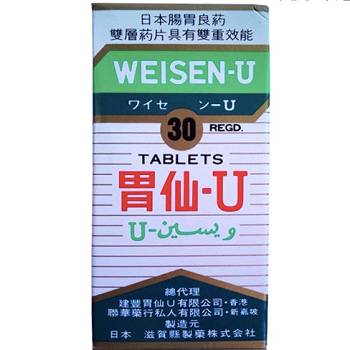 日本腸胃良葯
雙層葯片具有雙重效能
WEISEN-U
ワイセンーU
30 REGD.
TABLETS
胃仙-U
ويسين-U
總代理
建豐胃仙U有限公司·香港
聯華藥行私人有限公司·新嘉坡
製造元
日本 滋賀縣製藥株式会社